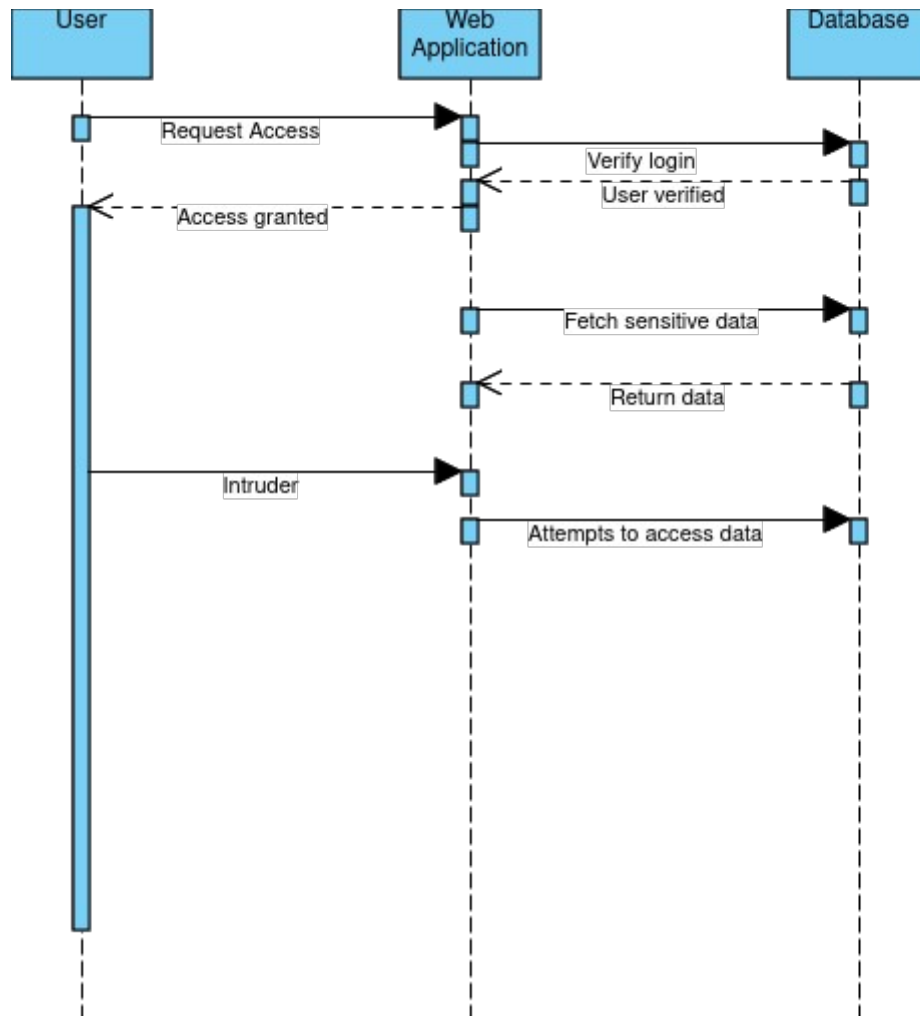 User
Web
Application
Database
Request Access
Verify login
User verified
Access granted
Fetch sensitive data
Return data
Intruder
Attempts to access data